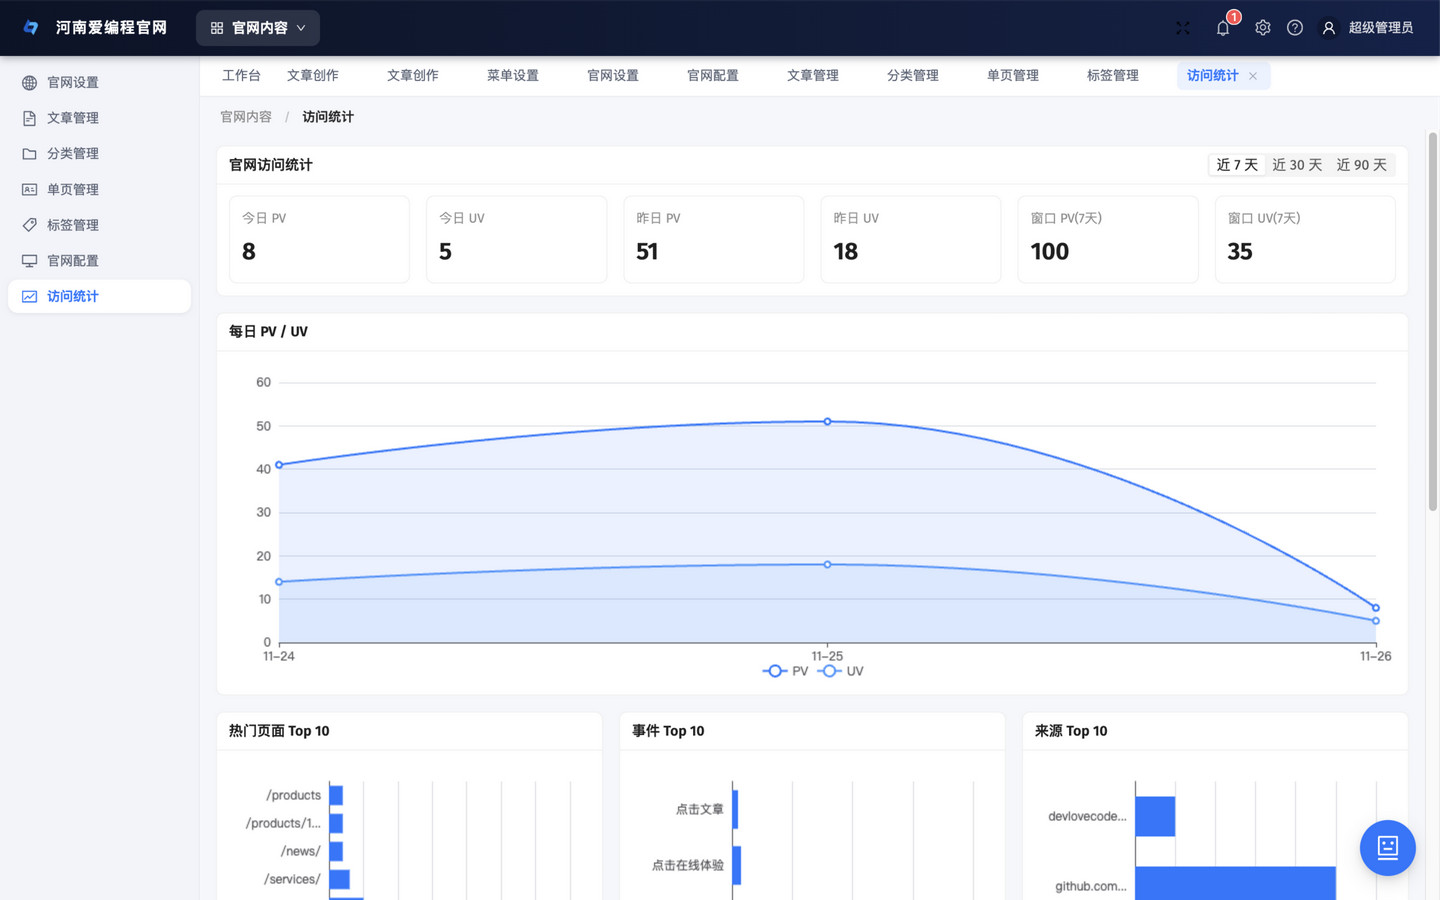 河南爱编程官网
官网内容
1
超级管理员
官网设置
文章管理
分类管理
单页管理
标签管理
官网配置
访问统计
工作台 文章创作 文章创作 菜单设置 官网设置 官网配置 文章管理 分类管理 单页管理 标签管理 访问统计
官网内容 / 访问统计
官网访问统计
近 7 天 近 30 天 近 90 天
今日 PV
8
今日 UV
5
昨日 PV
51
昨日 UV
18
窗口 PV(7天)
100
窗口 UV(7天)
35
每日 PV / UV
60
50
40
30
20
10
0
11-24 11-25 11-26
PV UV
热门页面 Top 10
/products
/products/1...
/news/
/services/
事件 Top 10
点击文章
点击在线体验
来源 Top 10
devlovecode...
github.com...